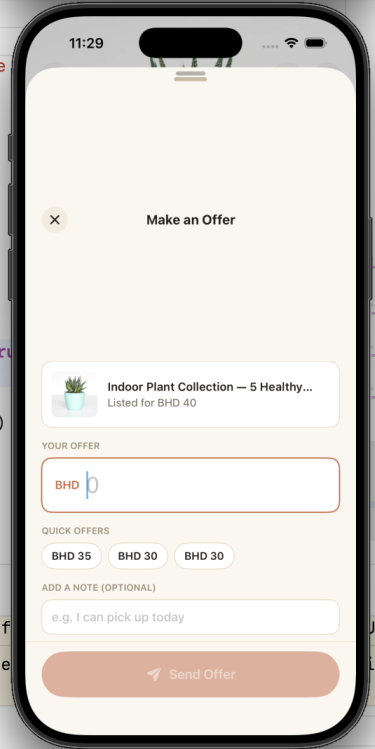 11:29
Make an Offer
Indoor Plant Collection — 5 Healthy...
Listed for BHD 40
YOUR OFFER
BHD 0
QUICK OFFERS
BHD 35 BHD 30 BHD 30
ADD A NOTE (OPTIONAL)
e.g. I can pick up today
Send Offer